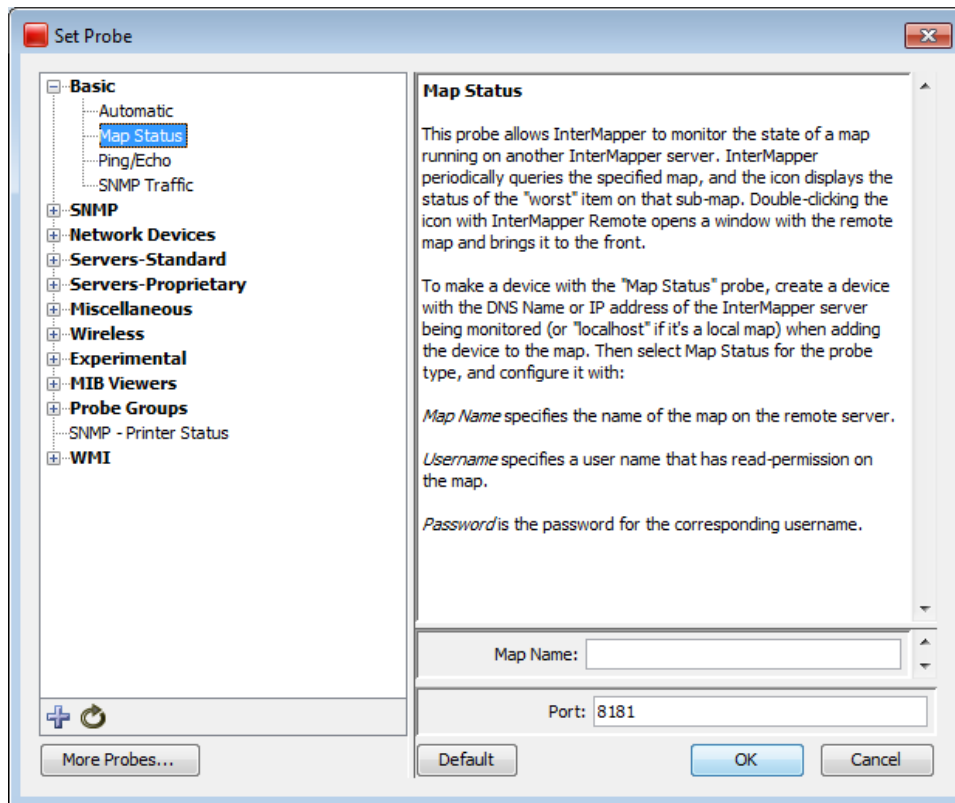 Set Probe
Basic
Automatic
Map Status
Ping/Echo
SNMP Traffic
SNMP
Network Devices
Servers-Standard
Servers-Proprietary
Miscellaneous
Wireless
Experimental
MIB Viewers
Probe Groups
SNMP - Printer Status
WMI
More Probes...
Map Status
This probe allows InterMapper to monitor the state of a map
running on another InterMapper server. InterMapper
periodically queries the specified map, and the icon displays the
status of the "worst" item on that sub-map. Double-clicking the
icon with InterMapper Remote opens a window with the remote
map and brings it to the front.
To make a device with the "Map Status" probe, create a device
with the DNS Name or IP address of the InterMapper server
being monitored (or "localhost" if it's a local map) when adding
the device to the map. Then select Map Status for the probe
type, and configure it with:
Map Name specifies the name of the map on the remote server.
Username specifies a user name that has read-permission on
the map.
Password is the password for the corresponding username.
Map Name:
Port: 8181
Default
OK
Cancel